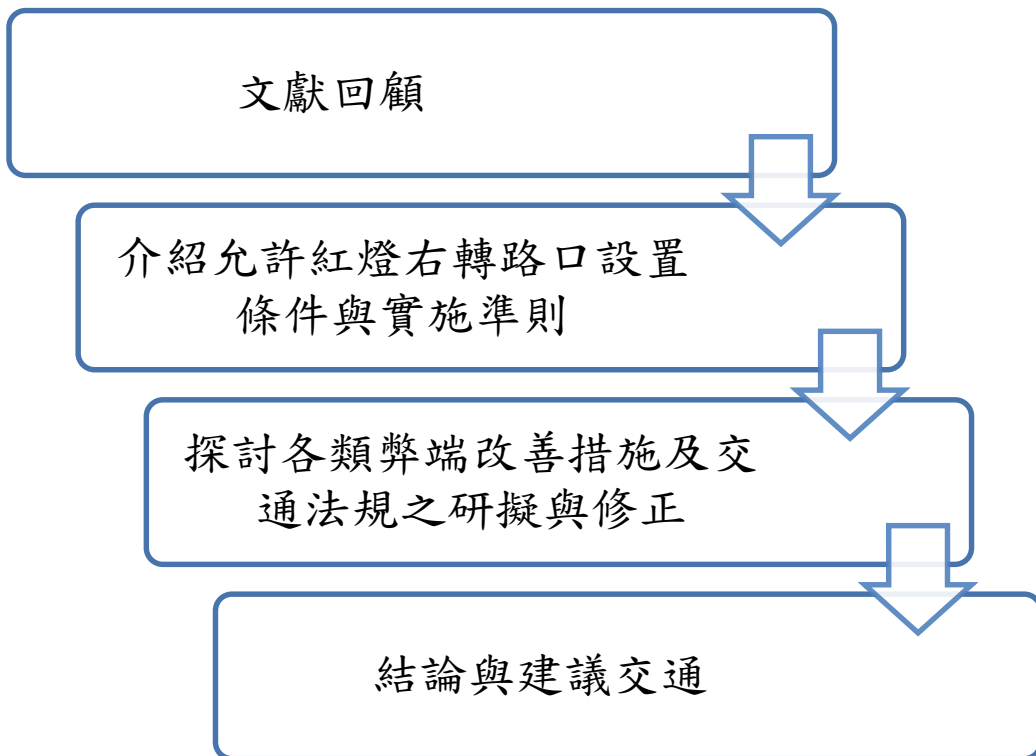 文獻回顧
介紹允許紅燈右轉路口設置
條件與實施準則
探討各類弊端改善措施及交
通法規之研擬與修正
結論與建議交通